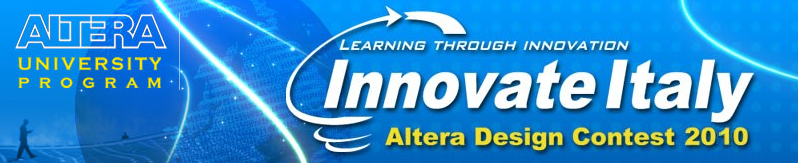 ALTERA
UNIVERSITY
PROGRAM
LEARNING THROUGH INNOVATION
Innovate Italy
Altera Design Contest 2010